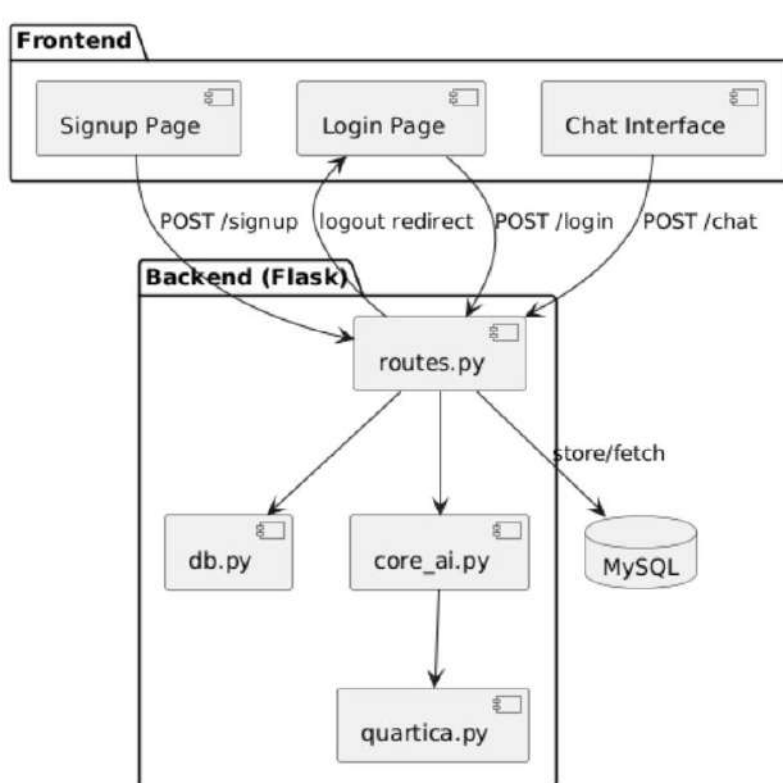 Frontend
Signup Page
Login Page
Chat Interface
POST /signup
logout redirect
POST /login
POST /chat
Backend (Flask)
routes.py
store/fetch
db.py
core_ai.py
MySQL
quartica.py